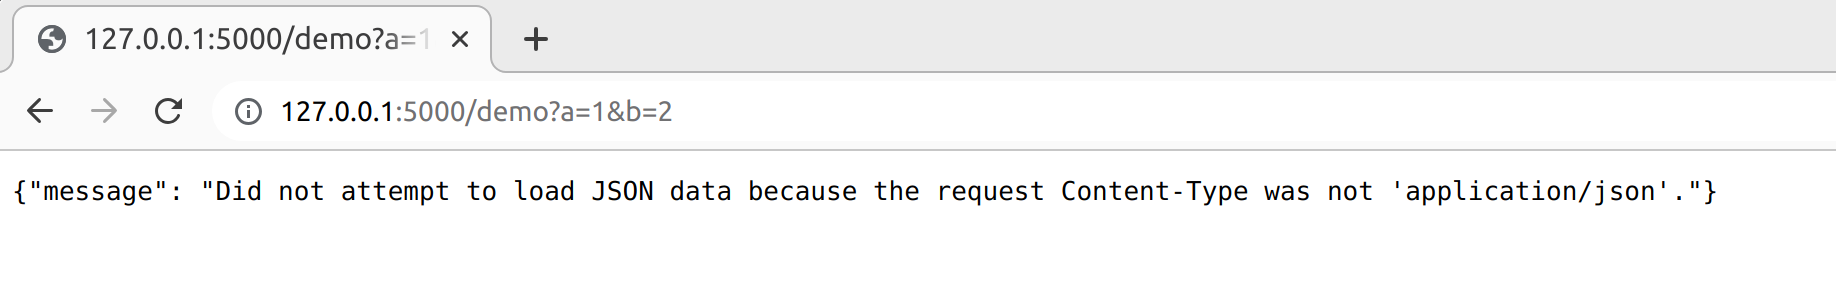 127.0.0.1:5000/demo?a=1
127.0.0.1:5000/demo?a=1&b=2
{"message": "Did not attempt to load JSON data because the request Content-Type was not 'application/json'."}